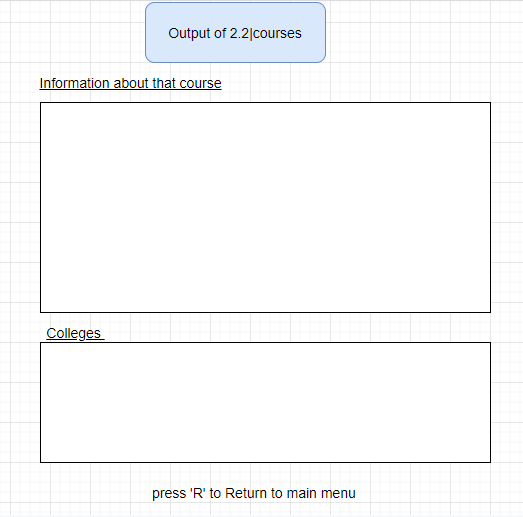 Output of 2.2|courses
Information about that course
Colleges
press 'R' to Return to main menu